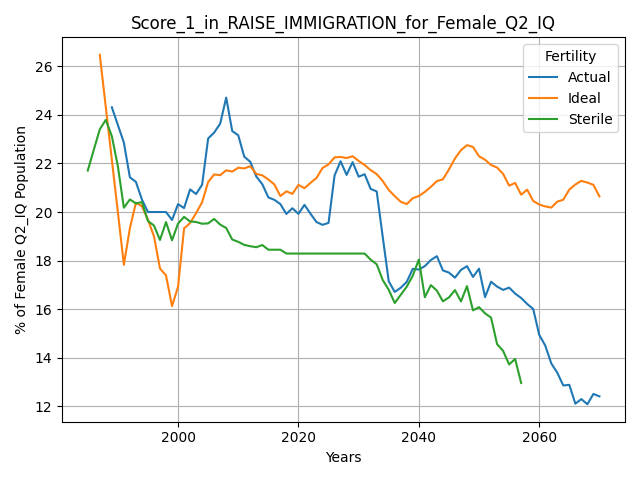 Score_1_in_RAISE_IMMIGRATION_for_Female_Q2_IQ
Fertility
Actual
Ideal
Sterile
% of Female Q2_IQ Population
26
24
22
20
18
16
14
12
2000 2020 2040 2060
Years